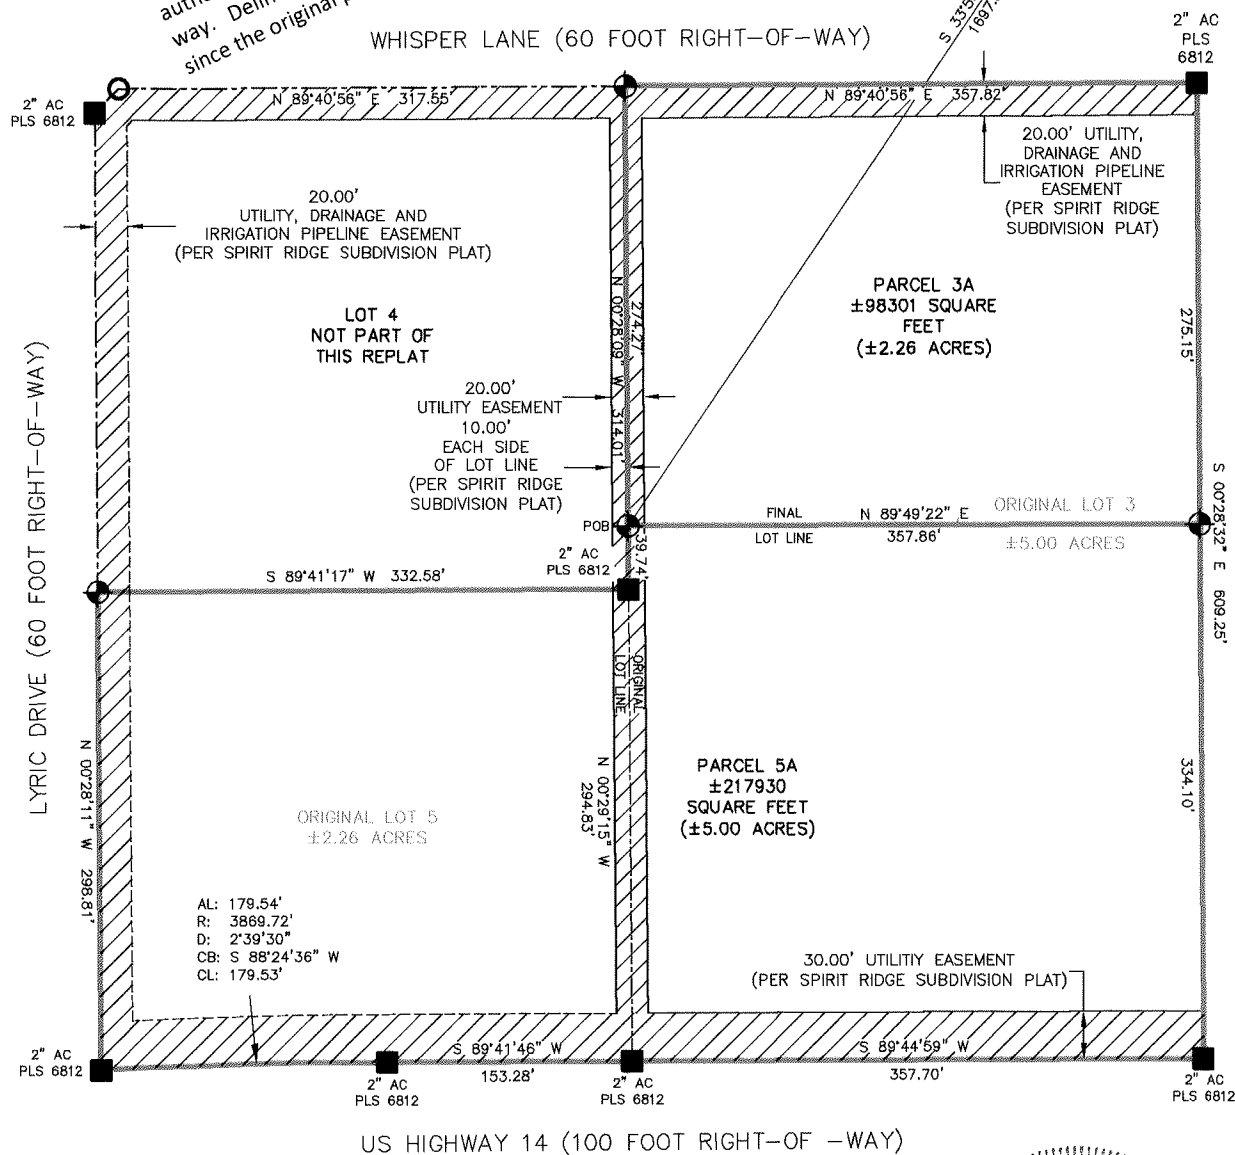 way. Delin
since the original p
WHISPER LANE (60 FOOT RIGHT-OF-WAY)
2" AC
PLS
6812
2" AC
PLS 6812
N 89°40'56" E 317.55'
N 89°40'56" E 357.82'
20.00'
UTILITY, DRAINAGE AND
IRRIGATION PIPELINE EASEMENT
(PER SPIRIT RIDGE SUBDIVISION PLAT)
20.00' UTILITY,
DRAINAGE AND
IRRIGATION PIPELINE
EASEMENT
(PER SPIRIT RIDGE
SUBDIVISION PLAT)
LOT 4
NOT PART OF
THIS REPLAT
N 00°28'09" W 314.01'
274.27'
PARCEL 3A
±98301 SQUARE
FEET
(±2.26 ACRES)
275.15'
LYRIC DRIVE (60 FOOT RIGHT-OF-WAY)
20.00'
UTILITY EASEMENT
10.00'
EACH SIDE
OF LOT LINE
(PER SPIRIT RIDGE
SUBDIVISION PLAT)
POB
FINAL
LOT LINE
N 89°49'22" E
357.86'
ORIGINAL LOT 3
±5.00 ACRES
S 00°28'32" E 609.25'
2" AC
PLS 6812
39.74'
S 89°41'17" W 332.58'
ORIGINAL
LOT LINE
N 00°28'11" W 298.81'
ORIGINAL LOT 5
±2.26 ACRES
N 00°29'15" W
294.83'
PARCEL 5A
±217930
SQUARE FEET
(±5.00 ACRES)
334.10'
AL: 179.54'
R: 3869.72'
D: 2°39'30"
CB: S 88°24'36" W
CL: 179.53'
30.00' UTILITIY EASEMENT
(PER SPIRIT RIDGE SUBDIVISION PLAT)
2" AC
PLS 6812
S 89°41'46" W
153.28'
S 89°44'59" W
357.70'
2" AC
PLS 6812
2" AC
PLS 6812
2" AC
PLS 6812
US HIGHWAY 14 (100 FOOT RIGHT-OF -WAY)